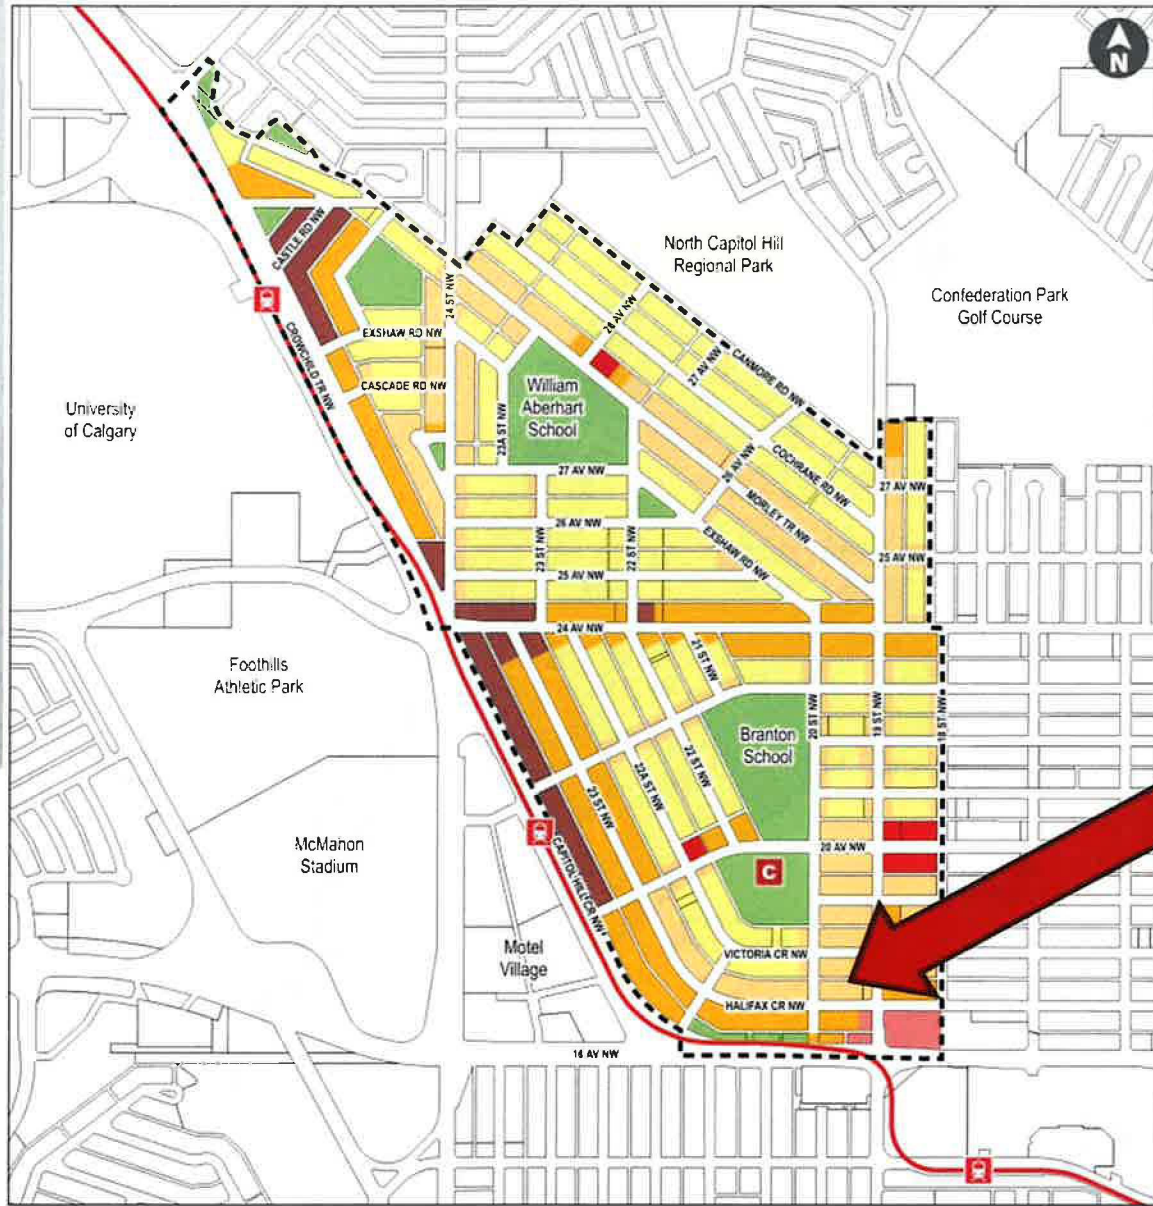 N
North Capitol Hill
Regional Park
Confederation Park
Golf Course
CASTLE RD NW
24 ST NW
28 AV NW
CROWCHILD TR NW
EXSHAW RD NW
27 AV NW
CANMORE RD NW
University
of Calgary
CASCADE RD NW
William
Aberhart
School
23A ST NW
27 AV NW
26 AV NW
COCHRANE RD NW
27 AV NW
MORLEY TR NW
26 AV NW
23 ST NW
22 ST NW
EXSHAW RD NW
25 AV NW
25 AV NW
24 AV NW
Foothills
Athletic Park
21 ST NW
20 ST NW
19 ST NW
18 ST NW
Branton
School
22A ST NW
22 ST NW
23 ST NW
McMahon
Stadium
20 AV NW
CAPITOL HILL CR NW
C
Motel
Village
VICTORIA CR NW
HALIFAX CR NW
16 AV NW